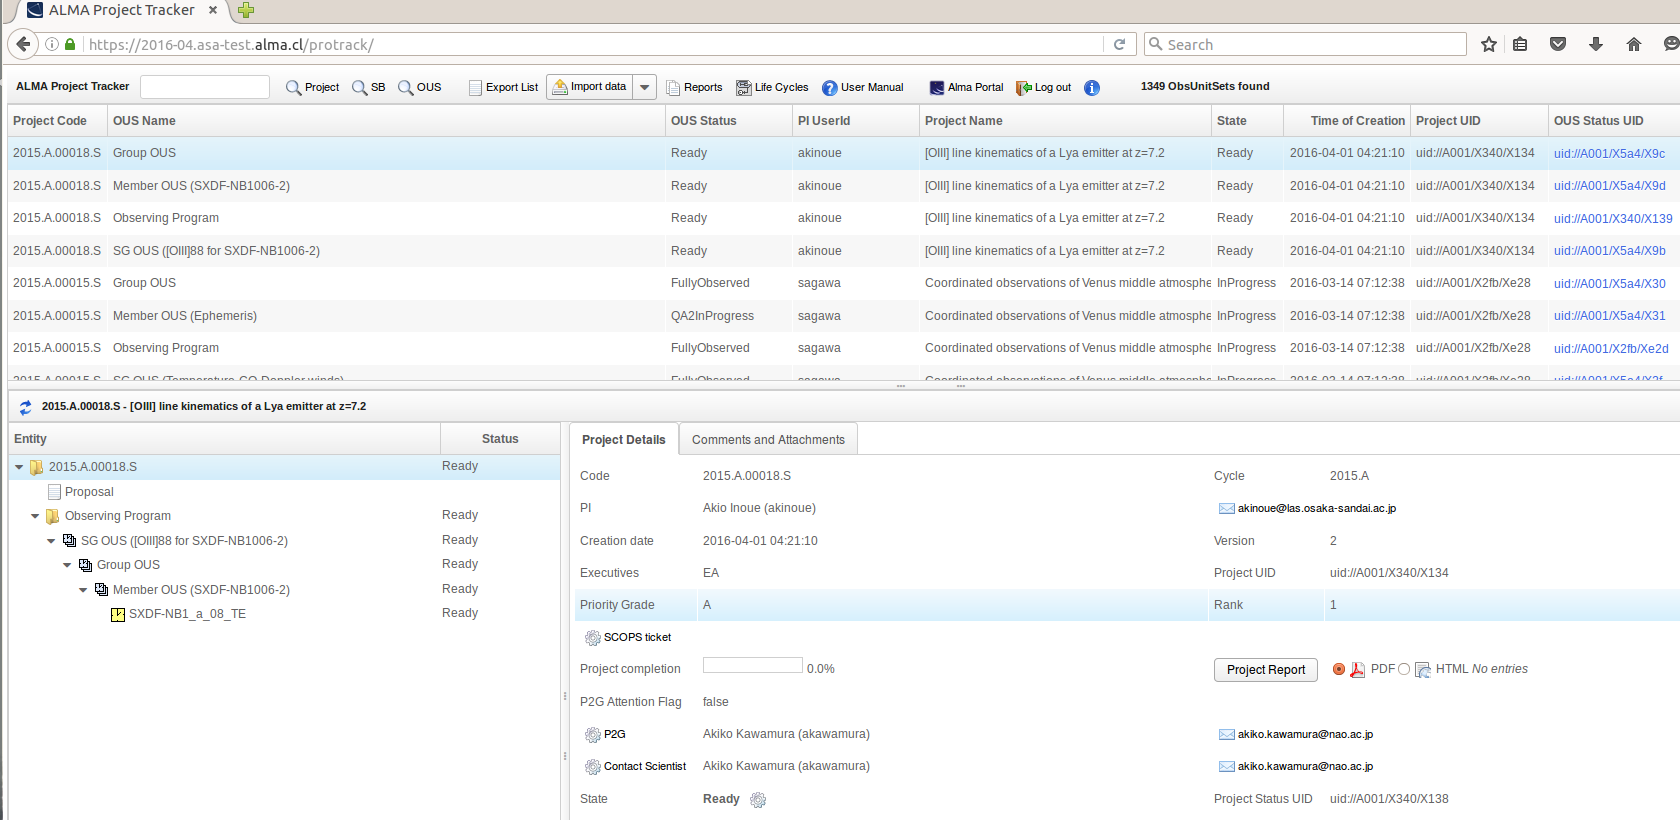 ALMA Project Tracker
https://2016-04.asa-test.alma.cl/protrack/ Search
ALMA Project Tracker Project SB OUS Export List Import data Reports Life Cycles User Manual Alma Portal Log out 1349 ObsUnitSets found
Project Code OUS Name OUS Status PI UserId Project Name State Time of Creation Project UID OUS Status UID
2015.A.00018.S Group OUS Ready akinoue [OIII] line kinematics of a Lya emitter at z=7.2 Ready 2016-04-01 04:21:10 uid://A001/X340/X134 uid://A001/X5a4/X9c
2015.A.00018.S Member OUS (SXDF-NB1006-2) Ready akinoue [OIII] line kinematics of a Lya emitter at z=7.2 Ready 2016-04-01 04:21:10 uid://A001/X340/X134 uid://A001/X5a4/X9d
2015.A.00018.S Observing Program Ready akinoue [OIII] line kinematics of a Lya emitter at z=7.2 Ready 2016-04-01 04:21:10 uid://A001/X340/X134 uid://A001/X340/X139
2015.A.00018.S SG OUS ([OIII]88 for SXDF-NB1006-2) Ready akinoue [OIII] line kinematics of a Lya emitter at z=7.2 Ready 2016-04-01 04:21:10 uid://A001/X340/X134 uid://A001/X5a4/X9b
2015.A.00015.S Group OUS FullyObserved sagawa Coordinated observations of Venus middle atmosphe InProgress 2016-03-14 07:12:38 uid://A001/X2fb/Xe28 uid://A001/X5a4/X30
2015.A.00015.S Member OUS (Ephemeris) QA2InProgress sagawa Coordinated observations of Venus middle atmosphe InProgress 2016-03-14 07:12:38 uid://A001/X2fb/Xe28 uid://A001/X5a4/X31
2015.A.00015.S Observing Program FullyObserved sagawa Coordinated observations of Venus middle atmosphe InProgress 2016-03-14 07:12:38 uid://A001/X2fb/Xe28 uid://A001/X2fb/Xe2d
2015.A.00018.S - [OIII] line kinematics of a Lya emitter at z=7.2
Entity Status
2015.A.00018.S Ready
Proposal
Observing Program Ready
SG OUS ([OIII]88 for SXDF-NB1006-2) Ready
Group OUS Ready
Member OUS (SXDF-NB1006-2) Ready
SXDF-NB1_a_08_TE Ready
Project Details Comments and Attachments
Code 2015.A.00018.S Cycle 2015.A
PI Akio Inoue (akinoue) akinoue@las.osaka-sandai.ac.jp
Creation date 2016-04-01 04:21:10 Version 2
Executives EA Project UID uid://A001/X340/X134
Priority Grade A Rank 1
SCOPS ticket
Project completion 0.0% Project Report PDF HTML No entries
P2G Attention Flag false
P2G Akiko Kawamura (akawamura) akiko.kawamura@nao.ac.jp
Contact Scientist Akiko Kawamura (akawamura) akiko.kawamura@nao.ac.jp
State Ready Project Status UID uid://A001/X340/X138